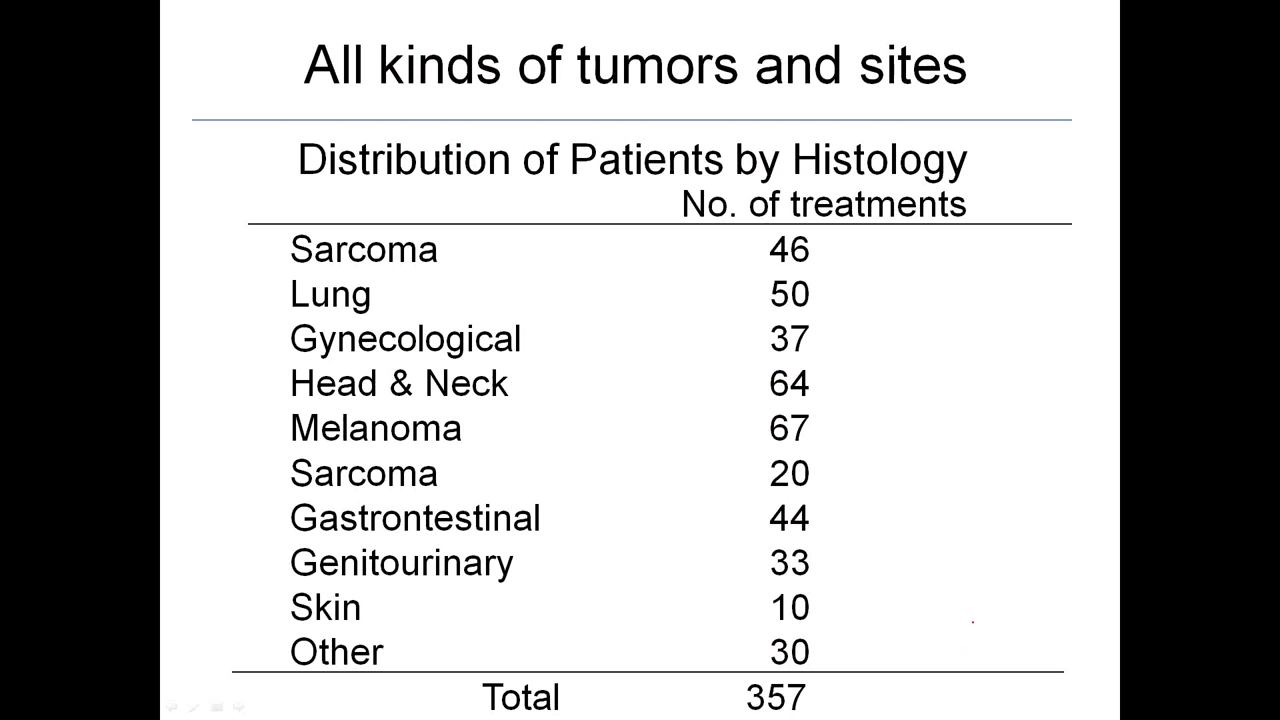 All kinds of tumors and sites
Distribution of Patients by Histology
No. of treatments
Sarcoma 46
Lung 50
Gynecological 37
Head & Neck 64
Melanoma 67
Sarcoma 20
Gastrontestinal 44
Genitourinary 33
Skin 10
Other 30
Total 357